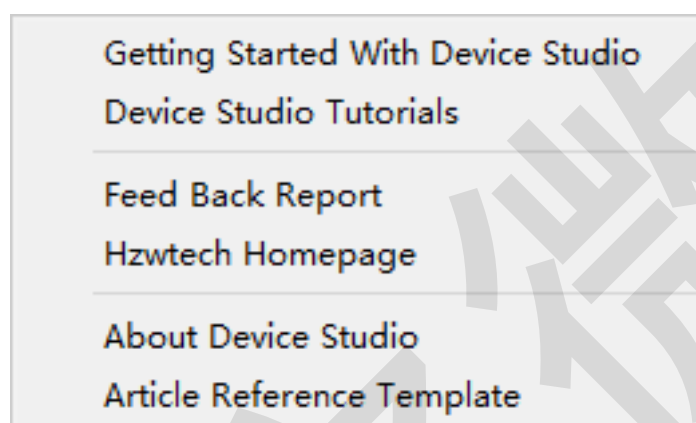 Getting Started With Device Studio
Device Studio Tutorials
Feed Back Report
Hzwtech Homepage
About Device Studio
Article Reference Template